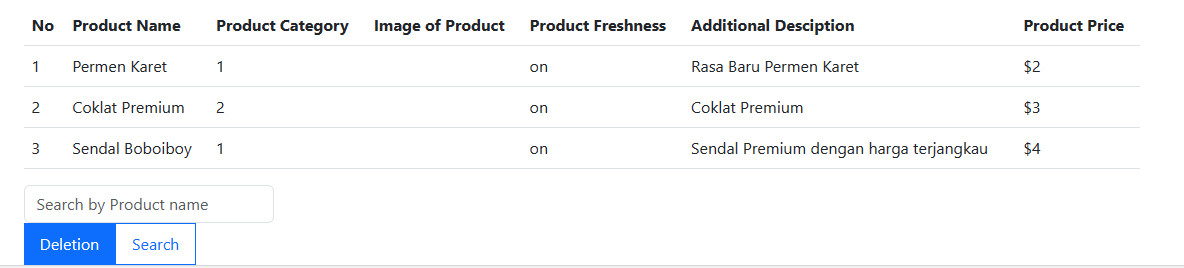 No Product Name Product Category Image of Product Product Freshness Additional Desciption Product Price
1 Permen Karet 1 on Rasa Baru Permen Karet $2
2 Coklat Premium 2 on Coklat Premium $3
3 Sendal Boboiboy 1 on Sendal Premium dengan harga terjangkau $4
Search by Product name
Deletion Search